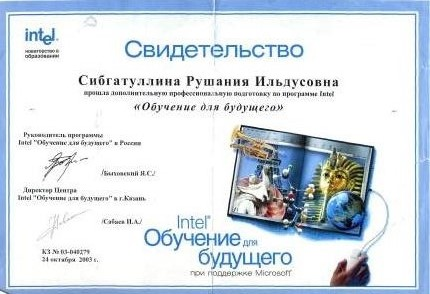 intel.
новаторство в
образовании
Свидетельство
Сибгатуллина Рушания Ильдусовна
прошла дополнительную профессиональную подготовку по программе Intel
«Обучение для будущего»
Руководитель программы
Intel "Обучение для будущего" в России
/Быховский Я.С./
Директор Центра
Intel "Обучение для будущего" в г.Казань
/Сабаев И.А./
КЗ № 03-040279
24 октября 2003 г.
Intel®
Обучение для
будущего
при поддержке Microsoft®